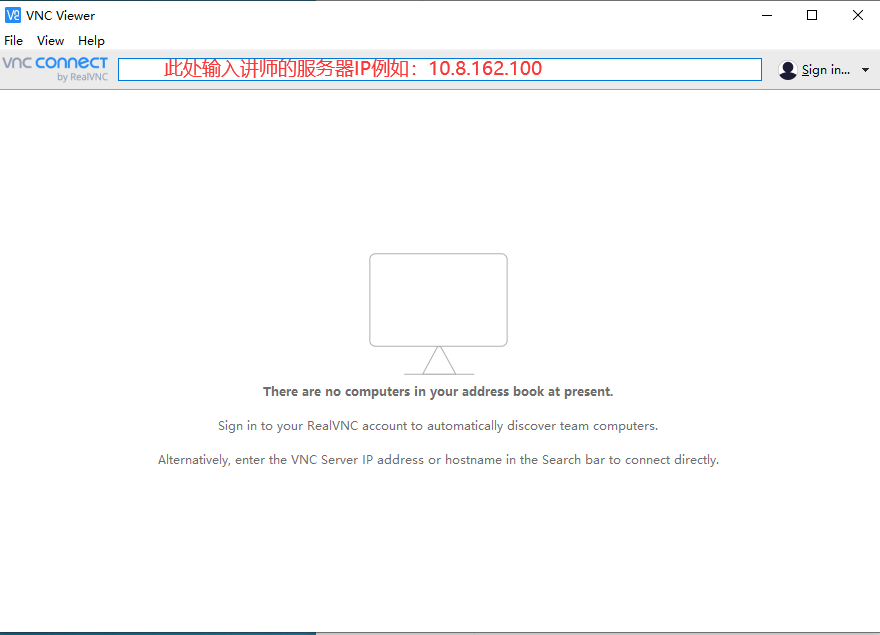 VNC Viewer
File View Help
vnc connect
by RealVNC
此处输入讲师的服务器IP例如：10.8.162.100
Sign in...
There are no computers in your address book at present.
Sign in to your RealVNC account to automatically discover team computers.
Alternatively, enter the VNC Server IP address or hostname in the Search bar to connect directly.